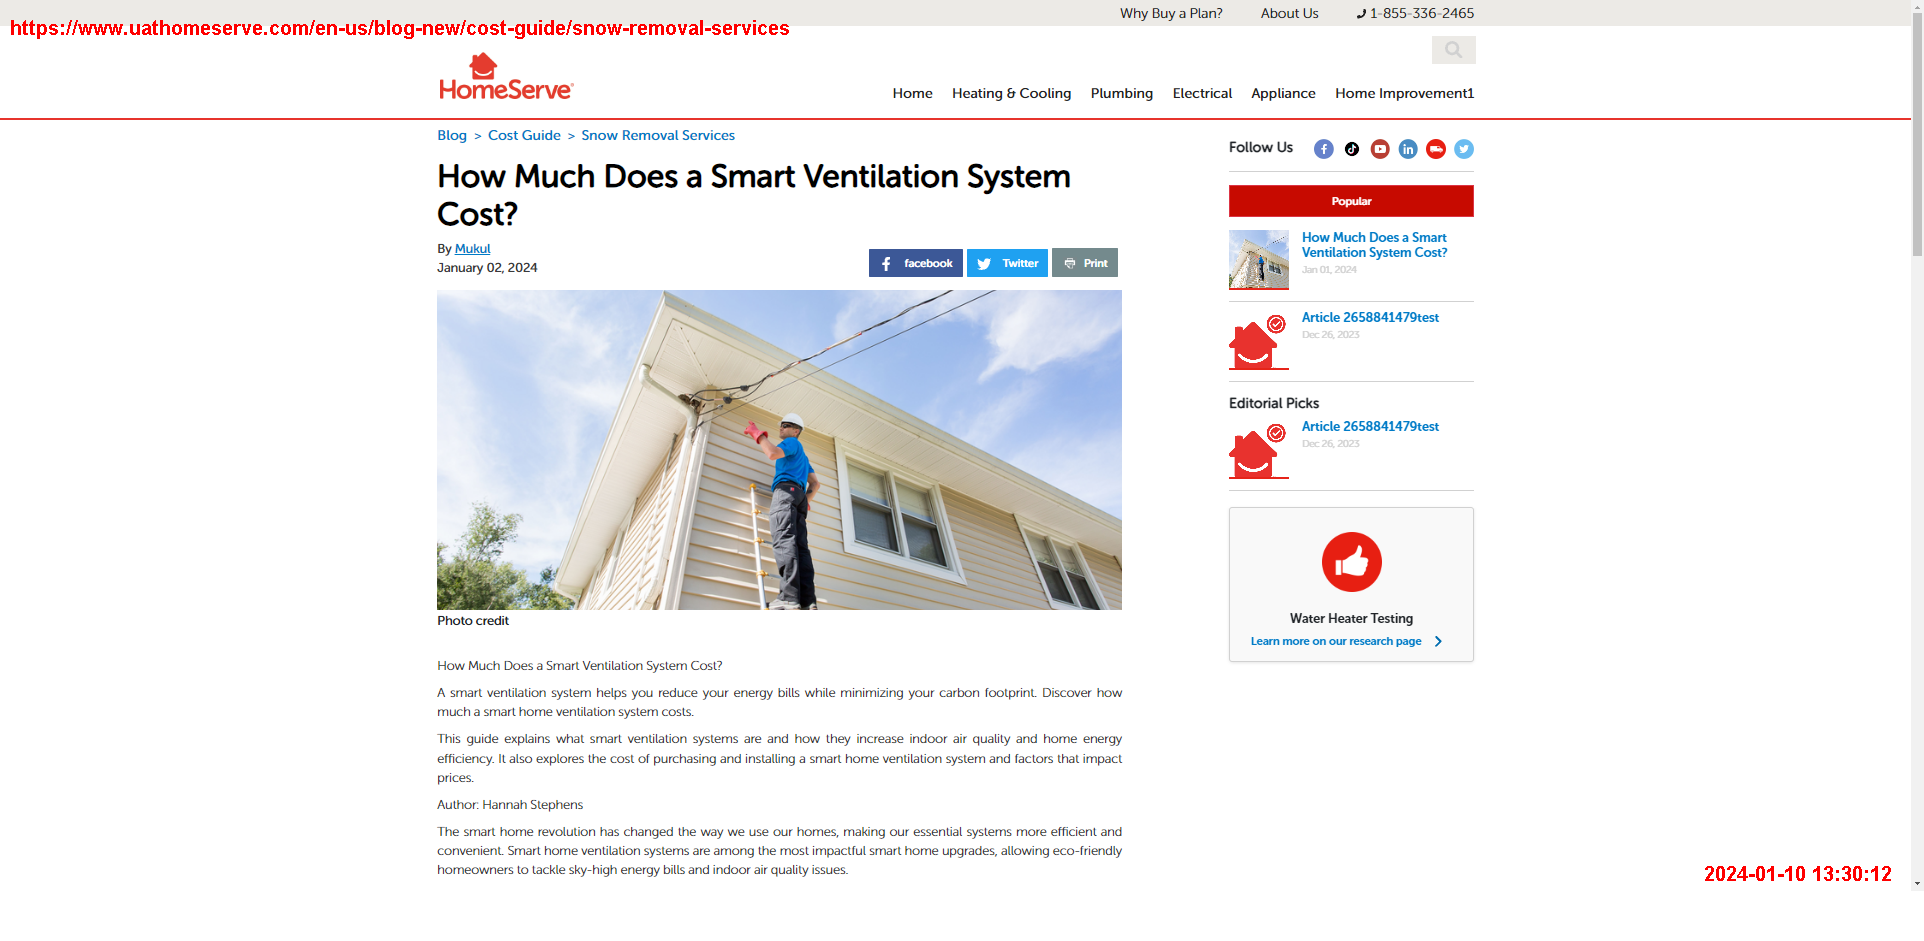 Why Buy a Plan? About Us 1-855-336-2465
https://www.uathomeserve.com/en-us/blog-new/cost-guide/snow-removal-services
HomeServe
Home Heating & Cooling Plumbing Electrical Appliance Home Improvement1
Blog > Cost Guide > Snow Removal Services
How Much Does a Smart Ventilation System
Cost?
By Mukul
January 02, 2024
facebook Twitter Print
Photo credit
How Much Does a Smart Ventilation System Cost?
A smart ventilation system helps you reduce your energy bills while minimizing your carbon footprint. Discover how
much a smart home ventilation system costs.
This guide explains what smart ventilation systems are and how they increase indoor air quality and home energy
efficiency. It also explores the cost of purchasing and installing a smart home ventilation system and factors that impact
prices.
Author: Hannah Stephens
The smart home revolution has changed the way we use our homes, making our essential systems more efficient and
convenient. Smart home ventilation systems are among the most impactful smart home upgrades, allowing eco-friendly
homeowners to tackle sky-high energy bills and indoor air quality issues.
Follow Us
Popular
How Much Does a Smart
Ventilation System Cost?
Jan 01, 2024
Article 2658841479test
Dec 26, 2023
Editorial Picks
Article 2658841479test
Dec 26, 2023
Water Heater Testing
Learn more on our research page
2024-01-10 13:30:12